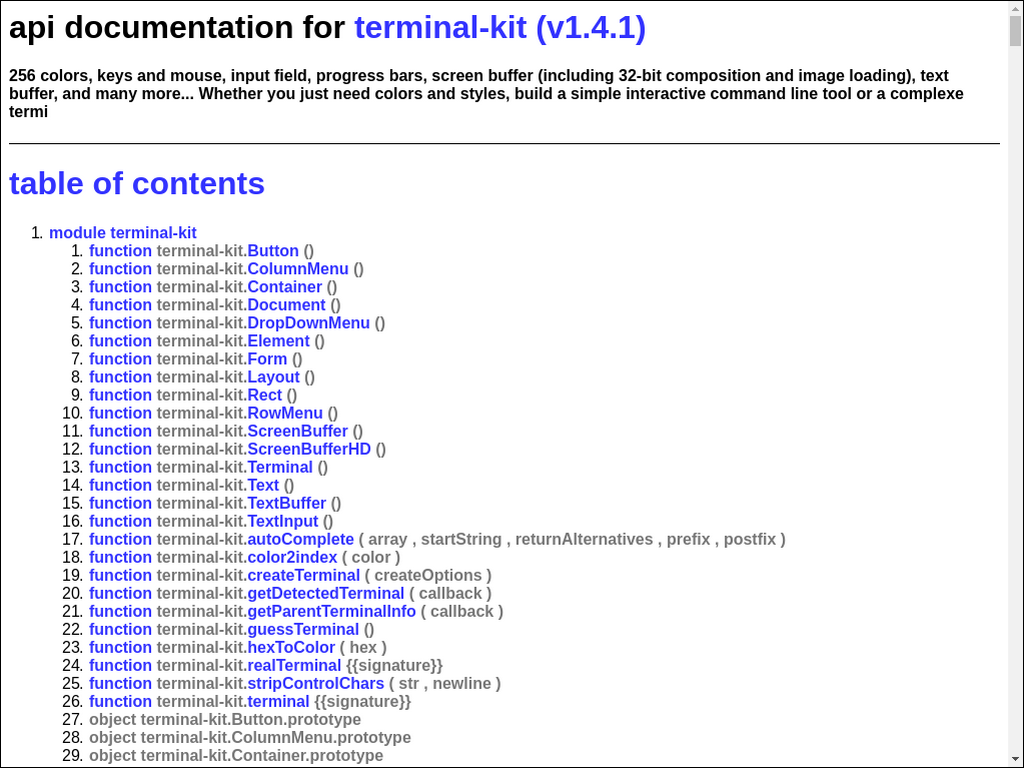 api documentation for terminal-kit (v1.4.1)
256 colors, keys and mouse, input field, progress bars, screen buffer (including 32-bit composition and image loading), text
buffer, and many more... Whether you just need colors and styles, build a simple interactive command line tool or a complexe
termi
table of contents
1. module terminal-kit
1. function terminal-kit.Button ()
2. function terminal-kit.ColumnMenu ()
3. function terminal-kit.Container ()
4. function terminal-kit.Document ()
5. function terminal-kit.DropDownMenu ()
6. function terminal-kit.Element ()
7. function terminal-kit.Form ()
8. function terminal-kit.Layout ()
9. function terminal-kit.Rect ()
10. function terminal-kit.RowMenu ()
11. function terminal-kit.ScreenBuffer ()
12. function terminal-kit.ScreenBufferHD ()
13. function terminal-kit.Terminal ()
14. function terminal-kit.Text ()
15. function terminal-kit.TextBuffer ()
16. function terminal-kit.TextInput ()
17. function terminal-kit.autoComplete ( array , startString , returnAlternatives , prefix , postfix )
18. function terminal-kit.color2index ( color )
19. function terminal-kit.createTerminal ( createOptions )
20. function terminal-kit.getDetectedTerminal ( callback )
21. function terminal-kit.getParentTerminalInfo ( callback )
22. function terminal-kit.guessTerminal ()
23. function terminal-kit.hexToColor ( hex )
24. function terminal-kit.realTerminal {{signature}}
25. function terminal-kit.stripControlChars ( str , newline )
26. function terminal-kit.terminal {{signature}}
27. object terminal-kit.Button.prototype
28. object terminal-kit.ColumnMenu.prototype
29. object terminal-kit.Container.prototype